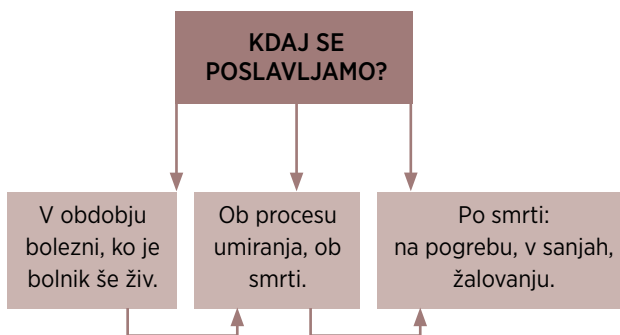 KDAJ SE
POSLAVLJAMO?
V obdobju
bolezni, ko je
bolnik še živ.
Ob procesu
umiranja, ob
smrti.
Po smrti:
na pogrebu, v sanjah,
žalovanju.